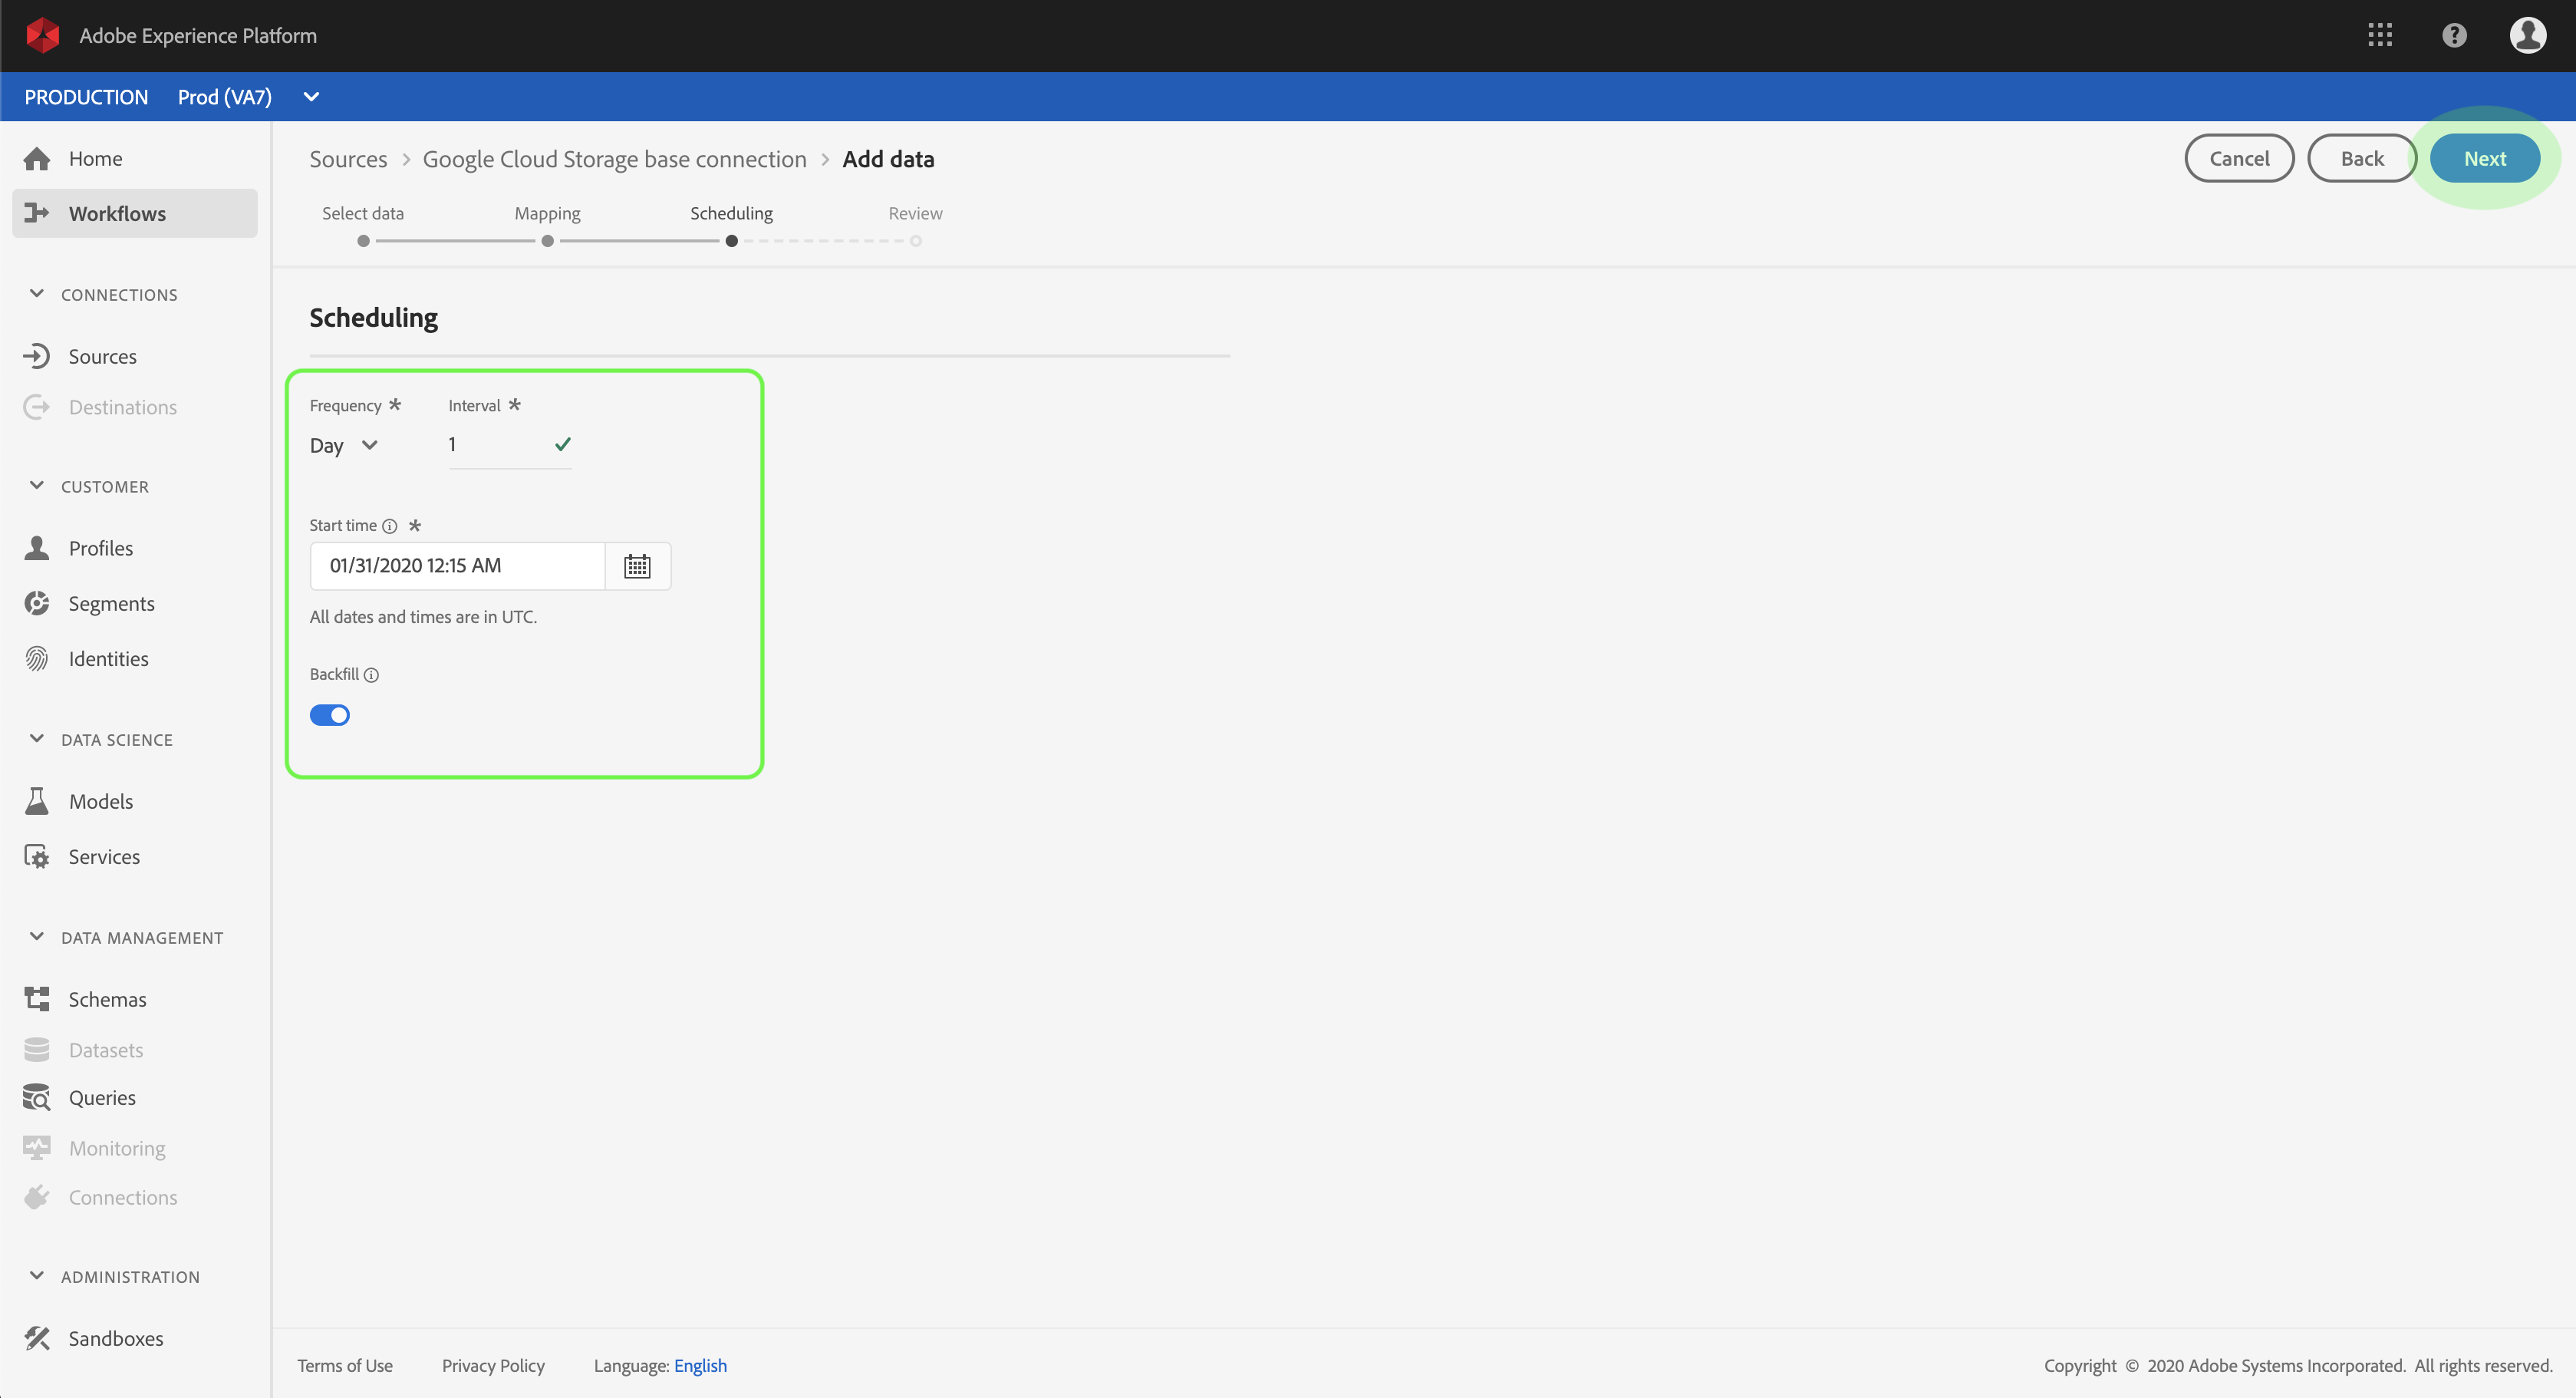 Adobe Experience Platform
PRODUCTION Prod (VA7)
Home
Workflows
CONNECTIONS
Sources
Destinations
CUSTOMER
Profiles
Segments
Identities
DATA SCIENCE
Models
Services
DATA MANAGEMENT
Schemas
Datasets
Queries
Monitoring
Connections
ADMINISTRATION
Sandboxes
Sources > Google Cloud Storage base connection > Add data
Cancel Back Next
Select data Mapping Scheduling Review
Scheduling
Frequency * Interval *
Day 1
Start time *
01/31/2020 12:15 AM
All dates and times are in UTC.
Backfill
Terms of Use Privacy Policy Language: English
Copyright © 2020 Adobe Systems Incorporated. All rights reserved.